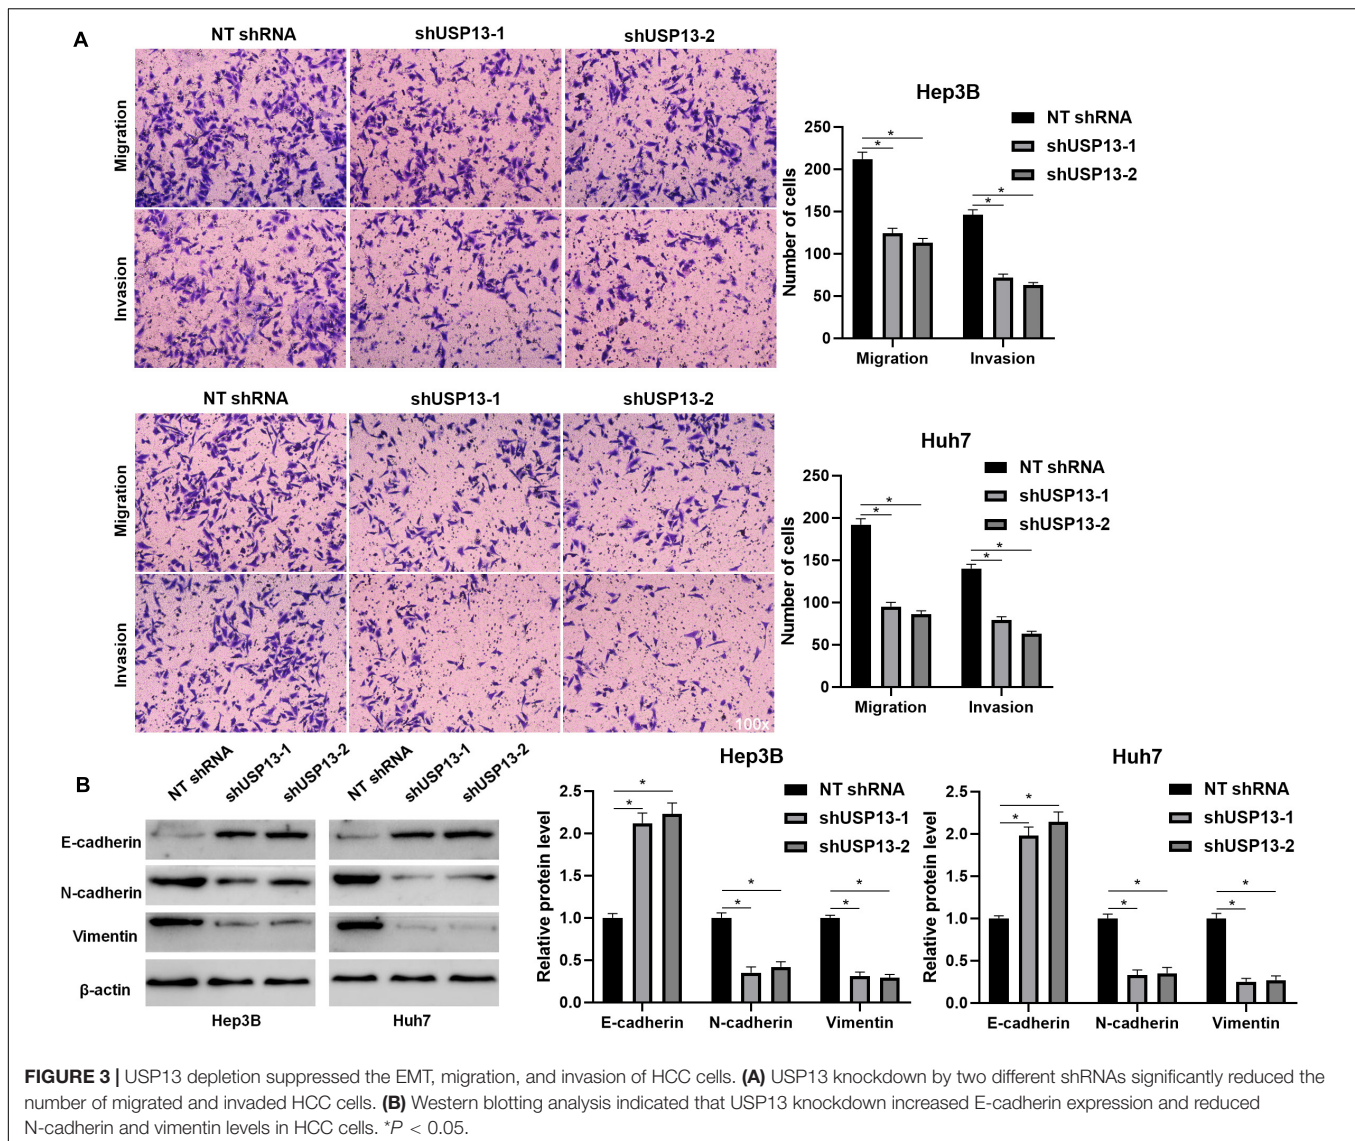 A
NT shRNA
shUSP13-1
shUSP13-2
Migration
Invasion
Hep3B
NT shRNA
shUSP13-1
shUSP13-2
Number of cells
250
200
150
100
50
0
* * * *
Migration
Invasion
NT shRNA
shUSP13-1
shUSP13-2
Migration
Invasion
100x
Huh7
NT shRNA
shUSP13-1
shUSP13-2
Number of cells
250
200
150
100
50
0
* * * *
Migration
Invasion
B
NT shRNA
shUSP13-1
shUSP13-2
NT shRNA
shUSP13-1
shUSP13-2
E-cadherin
N-cadherin
Vimentin
β-actin
Hep3B
Huh7
Hep3B
NT shRNA
shUSP13-1
shUSP13-2
Relative protein level
2.5
2.0
1.5
1.0
0.5
0.0
* * * * * *
E-cadherin
N-cadherin
Vimentin
Huh7
NT shRNA
shUSP13-1
shUSP13-2
Relative protein level
2.5
2.0
1.5
1.0
0.5
0.0
* * * * * *
E-cadherin
N-cadherin
Vimentin
FIGURE 3 | USP13 depletion suppressed the EMT, migration, and invasion of HCC cells. (A) USP13 knockdown by two different shRNAs significantly reduced the
number of migrated and invaded HCC cells. (B) Western blotting analysis indicated that USP13 knockdown increased E-cadherin expression and reduced
N-cadherin and vimentin levels in HCC cells. *P < 0.05.